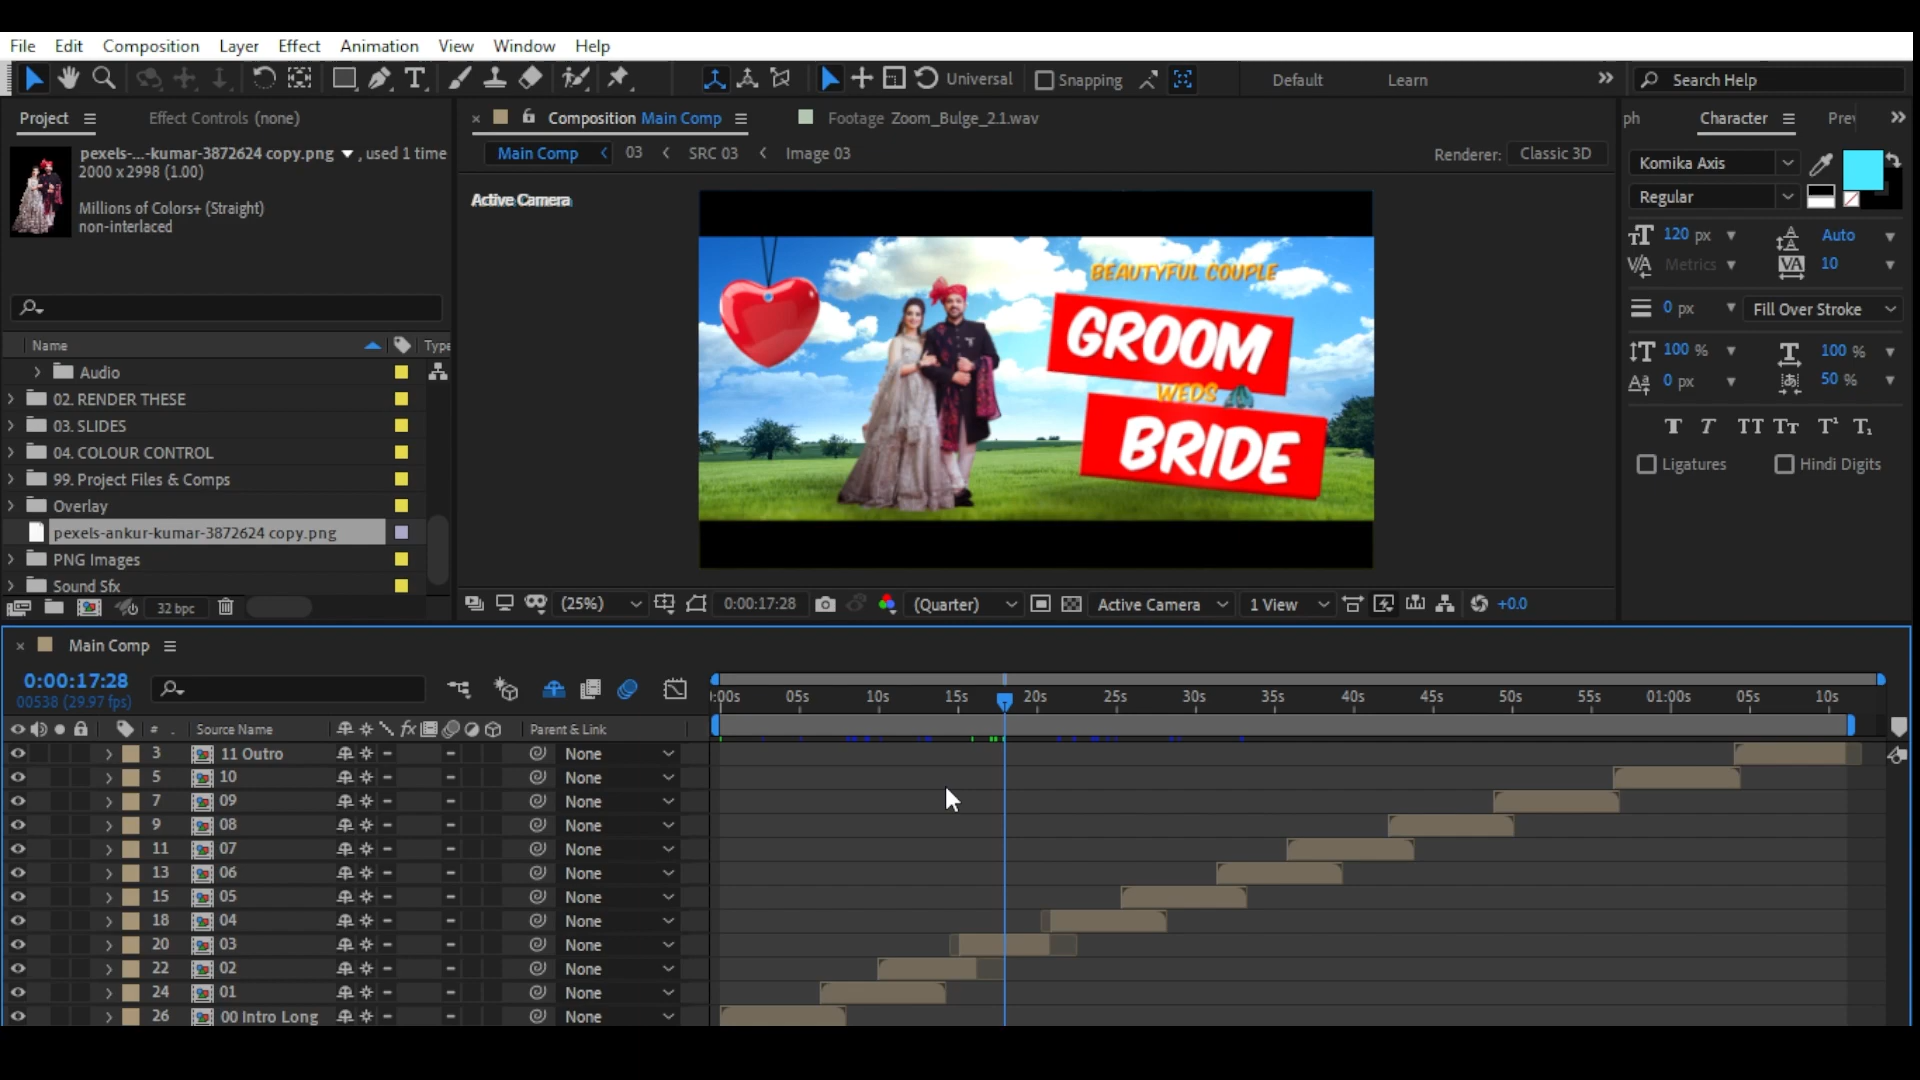 File Edit Composition Layer Effect Animation View Window Help
Universal Snapping Default Learn Search Help
Project Effect Controls (none)
Composition Main Comp Footage Zoom_Bulge_2.1.wav
ph Character
pexels-...-kumar-3872624 copy.png , used 1 time
2000 x 2998 (1.00)
Millions of Colors+ (Straight)
non-interlaced
Main Comp 03 SRC 03 Image 03
Renderer: Classic 3D
Active Camera
BEAUTYFUL COUPLE
GROOM
WEDS
BRIDE
Komika Axis
Regular
120 px Auto
Metrics 10
0 px Fill Over Stroke
100 % 100 %
0 px 50 %
Ligatures Hindi Digits
Name Type
Audio
02. RENDER THESE
03. SLIDES
04. COLOUR CONTROL
99. Project Files & Comps
Overlay
pexels-ankur-kumar-3872624 copy.png
PNG Images
Sound Sfx
32 bpc
(25%) 0:00:17:28 (Quarter) Active Camera 1 View +0.0
Main Comp
0:00:17:28
00538 (29.97 fps)
:00s 05s 10s 15s 20s 25s 30s 35s 40s 45s 50s 55s 01:00s 05s 10s
# . Source Name Parent & Link
3 11 Outro None
5 10 None
7 09 None
9 08 None
11 07 None
13 06 None
15 05 None
18 04 None
20 03 None
22 02 None
24 01 None
26 00 Intro Long None